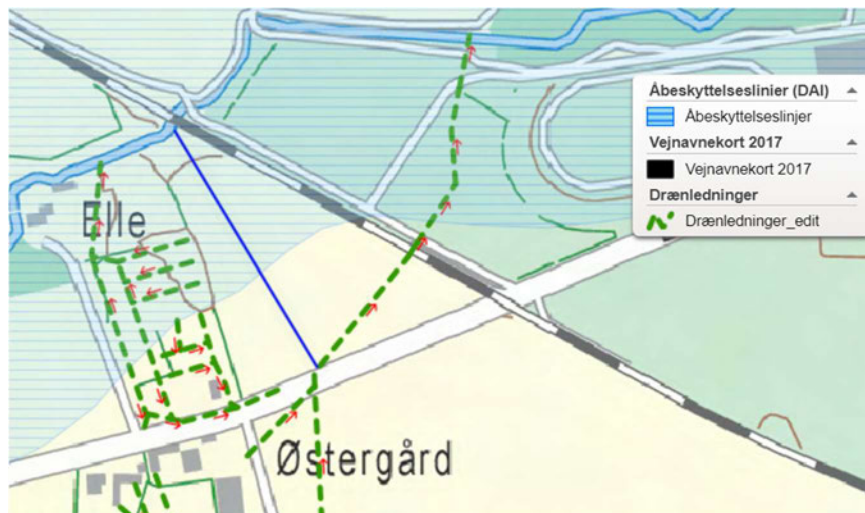 Åbeskyttelseslinier (DAI)
Åbeskyttelseslinjer
Vejnavnekort 2017
Vejnavnekort 2017
Drænledninger
Drænledninger_edit
Elle
Østergård